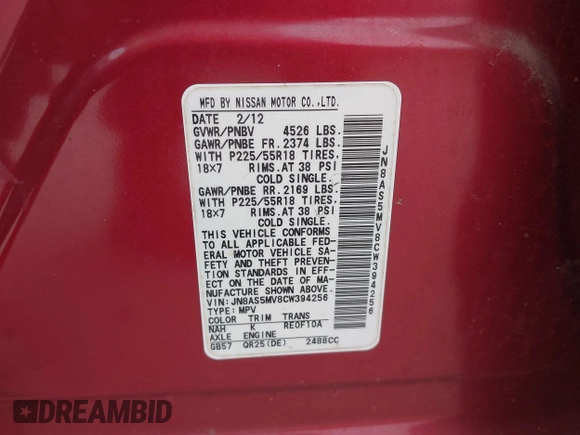 MFD BY NISSAN MOTOR CO.,LTD.
DATE 2/12
GVWR/PNBV 4526 LBS.
GAWR/PNBE FR. 2374 LBS.
WITH P225/55R18 TIRES.
18X7 RIMS.AT 38 PSI
COLD SINGLE.
GAWR/PNBE RR. 2169 LBS.
WITH P225/55R18 TIRES.
18X7 RIMS.AT 38 PSI
COLD SINGLE.
THIS VEHICLE CONFORMS
TO ALL APPLICABLE FED-
ERAL MOTOR VEHICLE SA-
FETY AND THEFT PREVEN-
TION STANDARDS IN EFF-
ECT ON THE DATE OF MA-
NUFACTURE SHOWN ABOVE.
VIN:JN8AS5MV8CW394256
TYPE:MPV
COLOR TRIM TRANS
NAH K RE0F10A
AXLE ENGINE
GB57 QR25(DE) 2488CC
JN8AS5MV8CW394256
DREAMBID